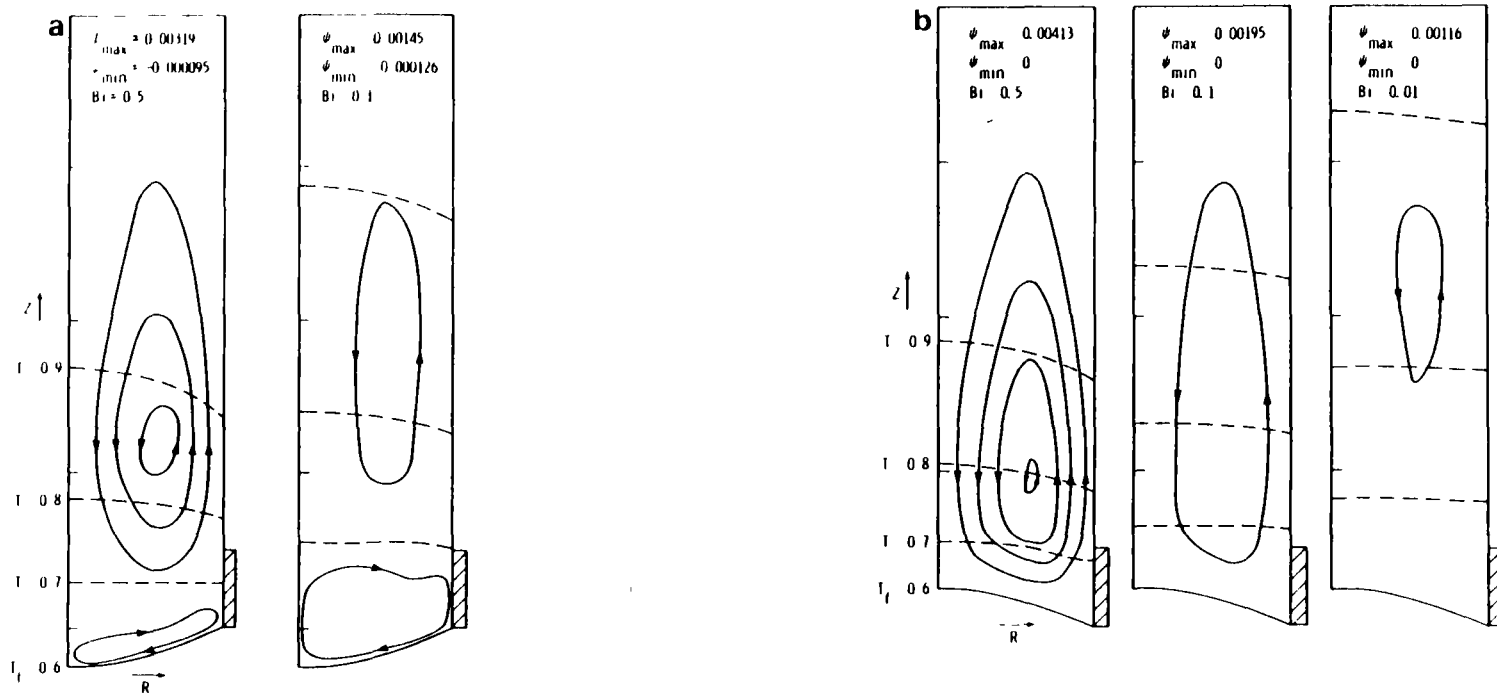 a
max = 0.00319
min = -0.000095
Bi = 0.5
ψmax 0.00145
ψmin 0.000126
Bi 0.1
Z
T 0.9
T 0.8
T 0.7
Tf 0.6
R
b
ψmax 0.00413
ψmin 0
Bi 0.5
ψmax 0.00195
ψmin 0
Bi 0.1
ψmax 0.00116
ψmin 0
Bi 0.01
Z
T 0.9
T 0.8
T 0.7
Tf 0.6
R